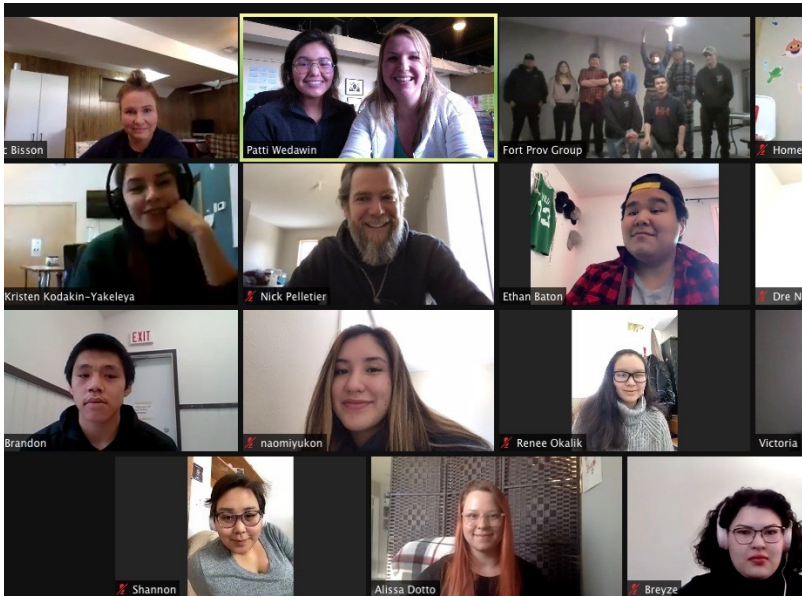 c Bisson
Patti Wedawin
Fort Prov Group
Home
Kristen Kodakin-Yakeleya
Nick Pelletier
Ethan Baton
Dre N
EXIT
Brandon
naomiyukon
Renee Okalik
Victoria
Shannon
Alissa Dotto
Breyze